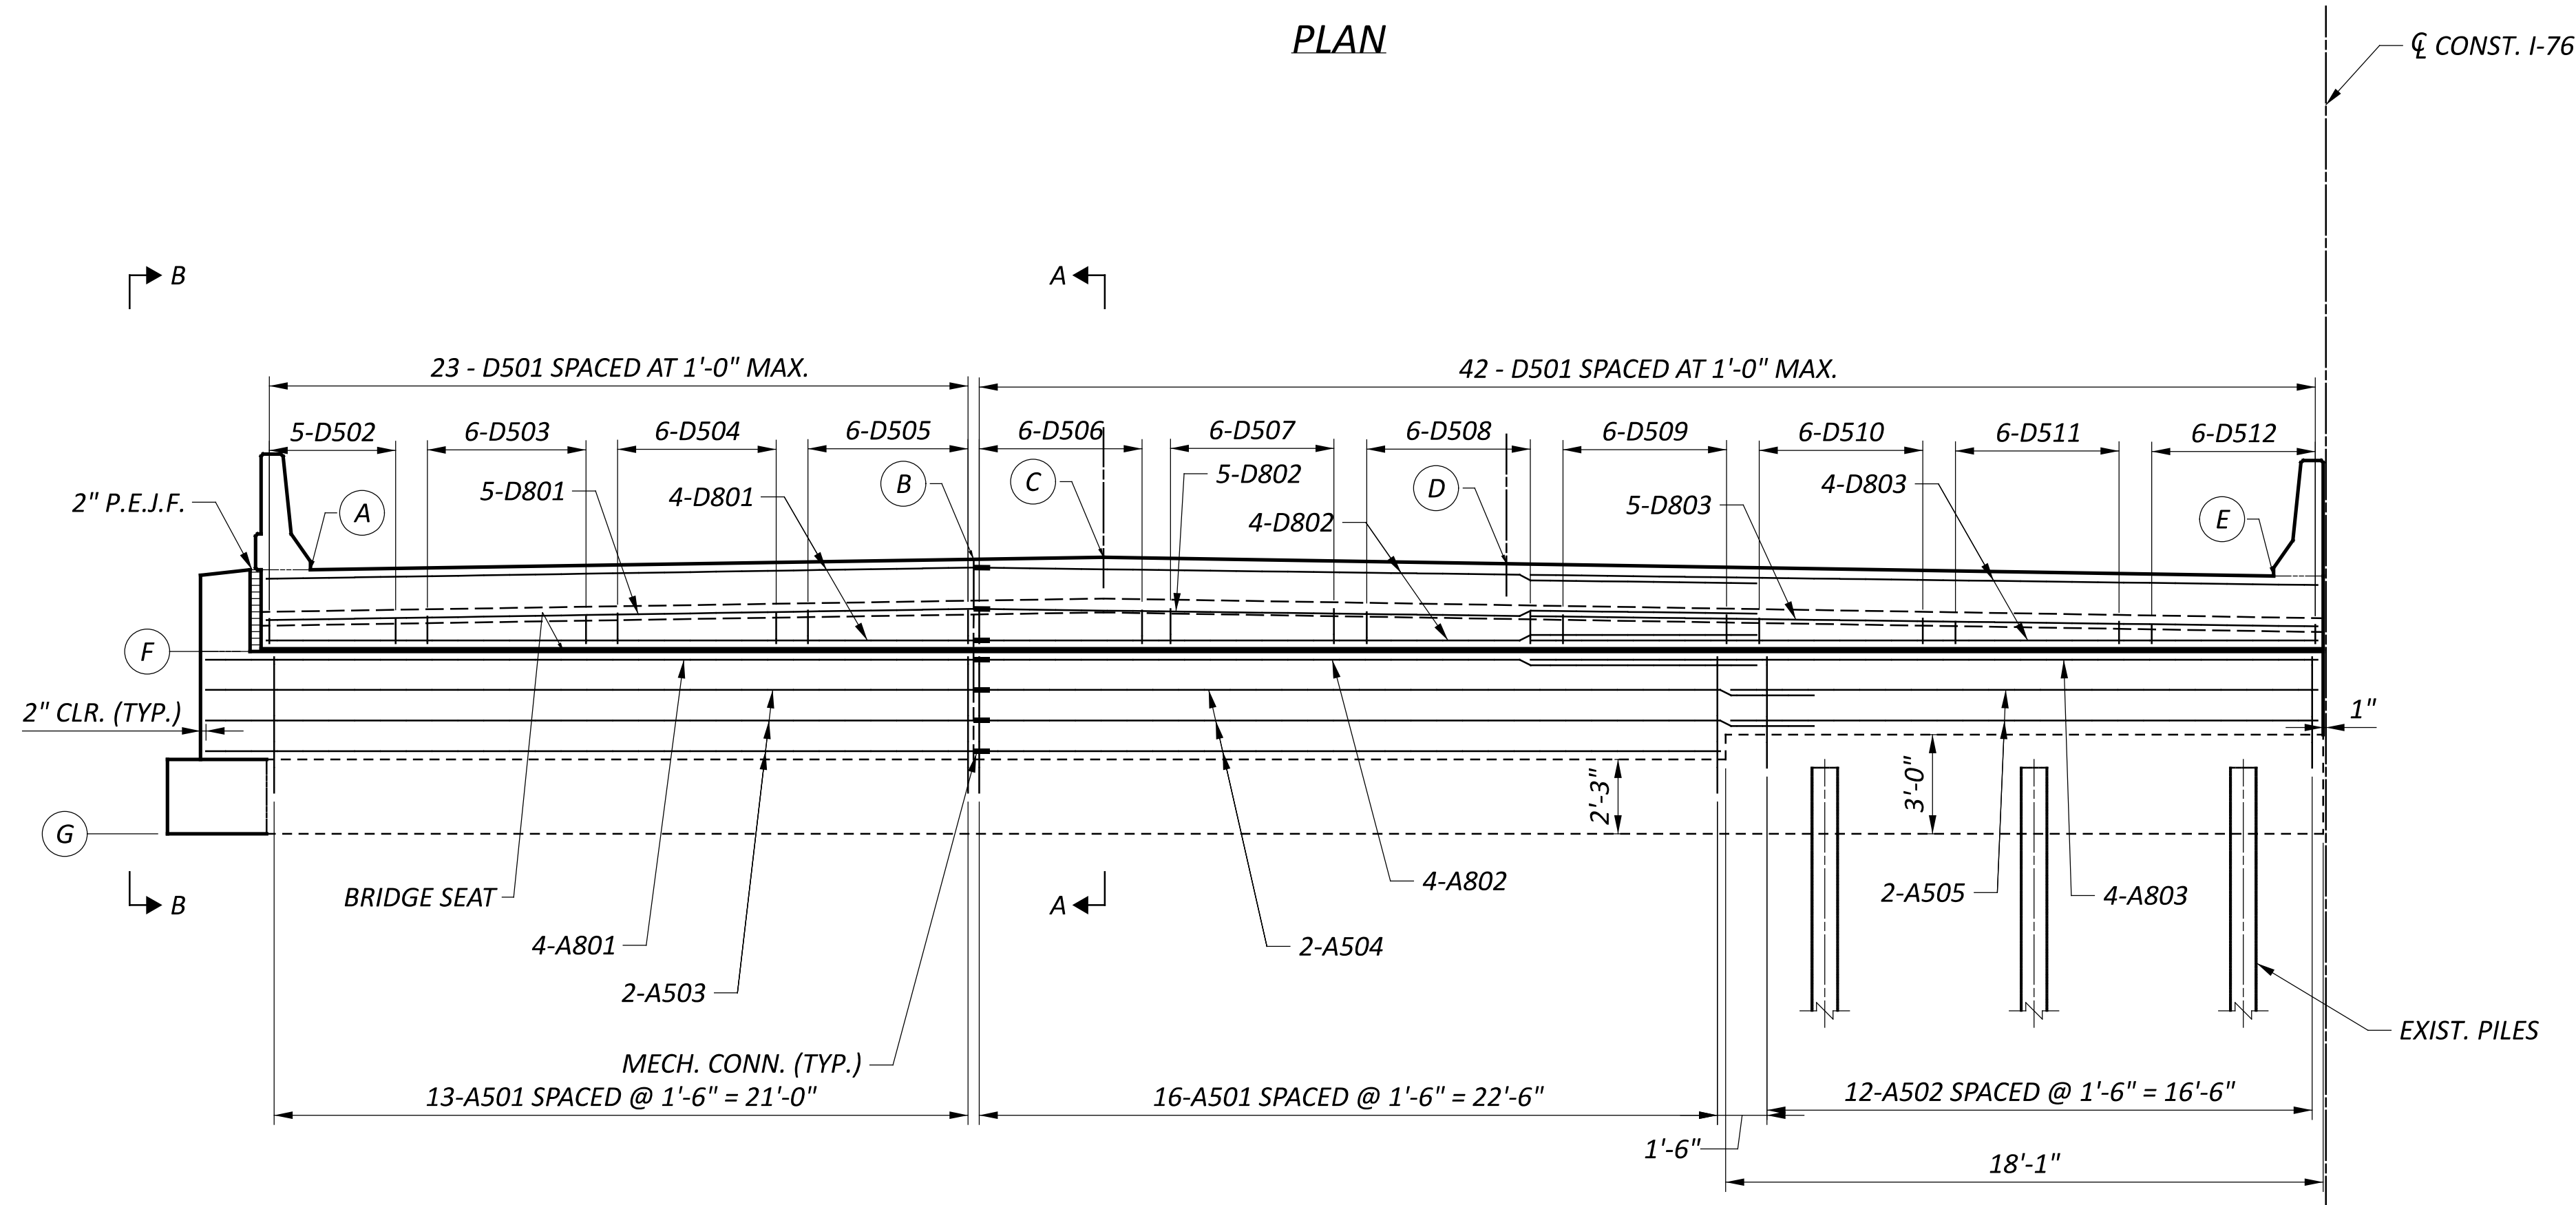 PLAN
℄ CONST. I-76
B
A
23 - D501 SPACED AT 1'-0" MAX.
42 - D501 SPACED AT 1'-0" MAX.
5-D502
6-D503
6-D504
6-D505
6-D506
6-D507
6-D508
6-D509
6-D510
6-D511
6-D512
2" P.E.J.F.
A
5-D801
4-D801
B
C
5-D802
4-D802
D
5-D803
4-D803
E
F
2" CLR. (TYP.)
1"
G
2'-3"
3'-0"
B
BRIDGE SEAT
A
4-A802
2-A505
4-A803
4-A801
2-A504
2-A503
EXIST. PILES
MECH. CONN. (TYP.)
13-A501 SPACED @ 1'-6" = 21'-0"
16-A501 SPACED @ 1'-6" = 22'-6"
12-A502 SPACED @ 1'-6" = 16'-6"
1'-6"
18'-1"